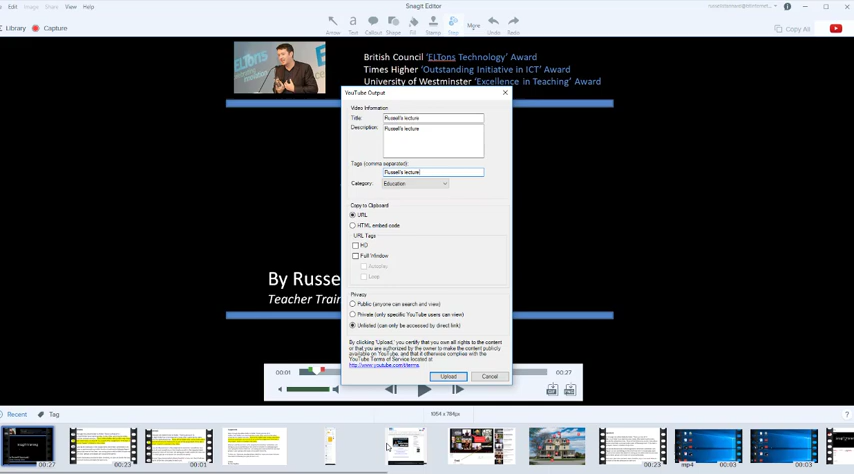 Snagit Editor
Edit Image Share View Help
Library Capture
Arrow Text Callout Shape Fill Stamp Step More Undo Redo
Copy All
British Council ‘ELTons Technology’ Award
Times Higher ‘Outstanding Initiative in ICT’ Award
University of Westminster ‘Excellence in Teaching’ Award
ELTons
YouTube Output
Video Information
Title: Russell's lecture
Description: Russell's lecture
Tags (comma separated):
Russell's lecture
Category: Education
Copy to Clipboard
URL
HTML embed code
URL Tags
HD
Full Window
Autoplay
Loop
Privacy
Public (anyone can search and view)
Private (only specific YouTube users can view)
Unlisted (can only be accessed by direct link)
By clicking 'Upload,' you certify that you own all rights to the content
or that you are authorized by the owner to make the content publicly
available on YouTube, and that it otherwise complies with the
YouTube Terms of Service located at
http://www.youtube.com/t/terms.
Upload Cancel
By Russe
Teacher Train
00:01 00:27
Recent Tag
1054 x 784px
?
00:27 00:23 00:01 00:23 mp4 00:03 00:03